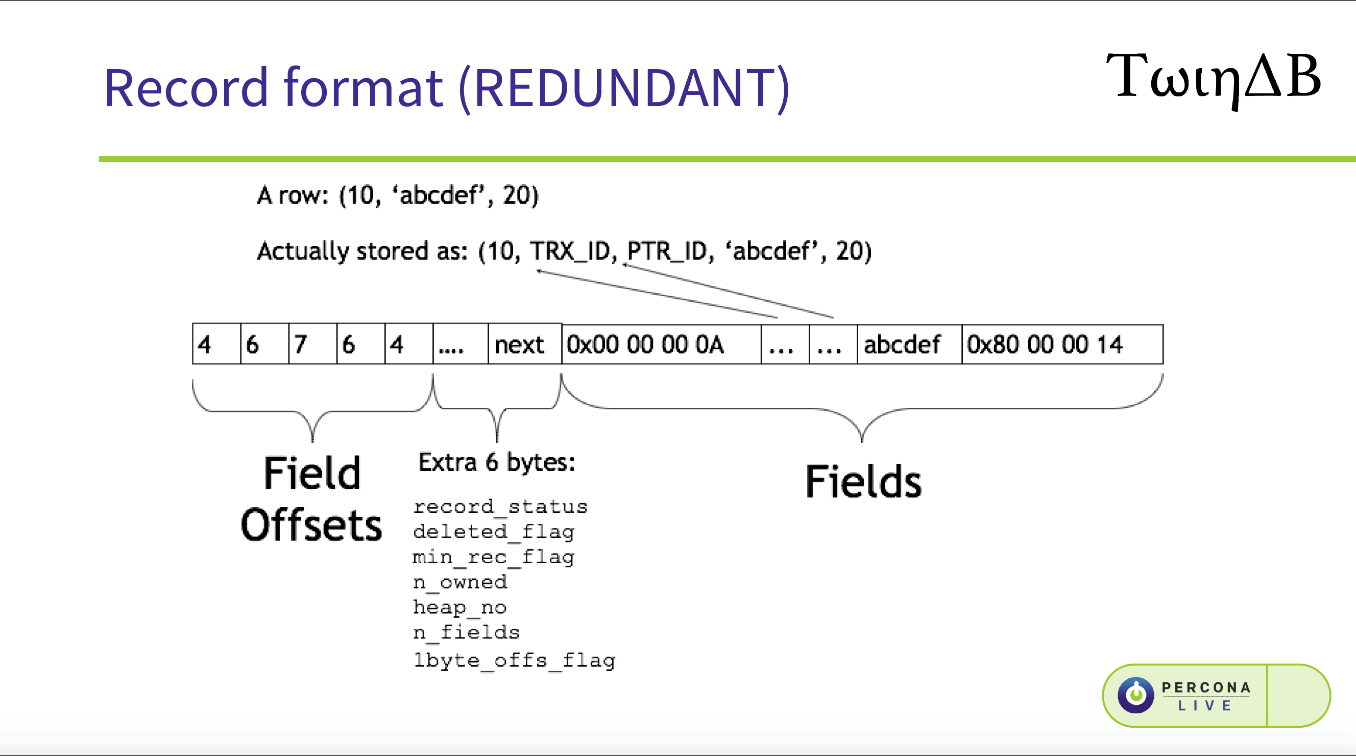 Record format (REDUNDANT)
ΤωιηΔΒ
A row: (10, ‘abcdef’, 20)
Actually stored as: (10, TRX_ID, PTR_ID, ‘abcdef’, 20)
4 6 7 6 4 .... next 0x00 00 00 0A ... ... abcdef 0x80 00 00 14
Field
Offsets
Extra 6 bytes:
record_status
deleted_flag
min_rec_flag
n_owned
heap_no
n_fields
1byte_offs_flag
Fields
PERCONA
LIVE